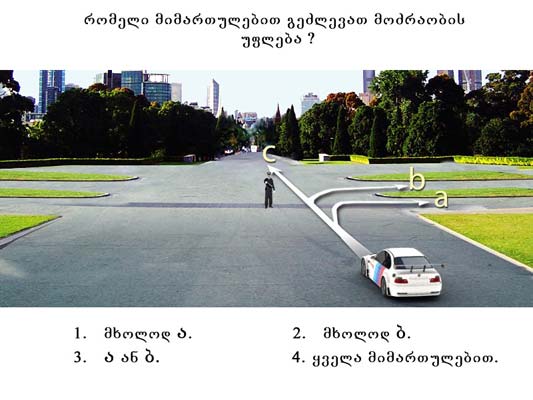 რომელი მიმართულებით გეძლევათ მოძრაობის
უფლება ?
c
b
a
1. მხოლოდ ა.
2. მხოლოდ ბ.
3. ა ან ბ.
4. ყველა მიმართულებით.